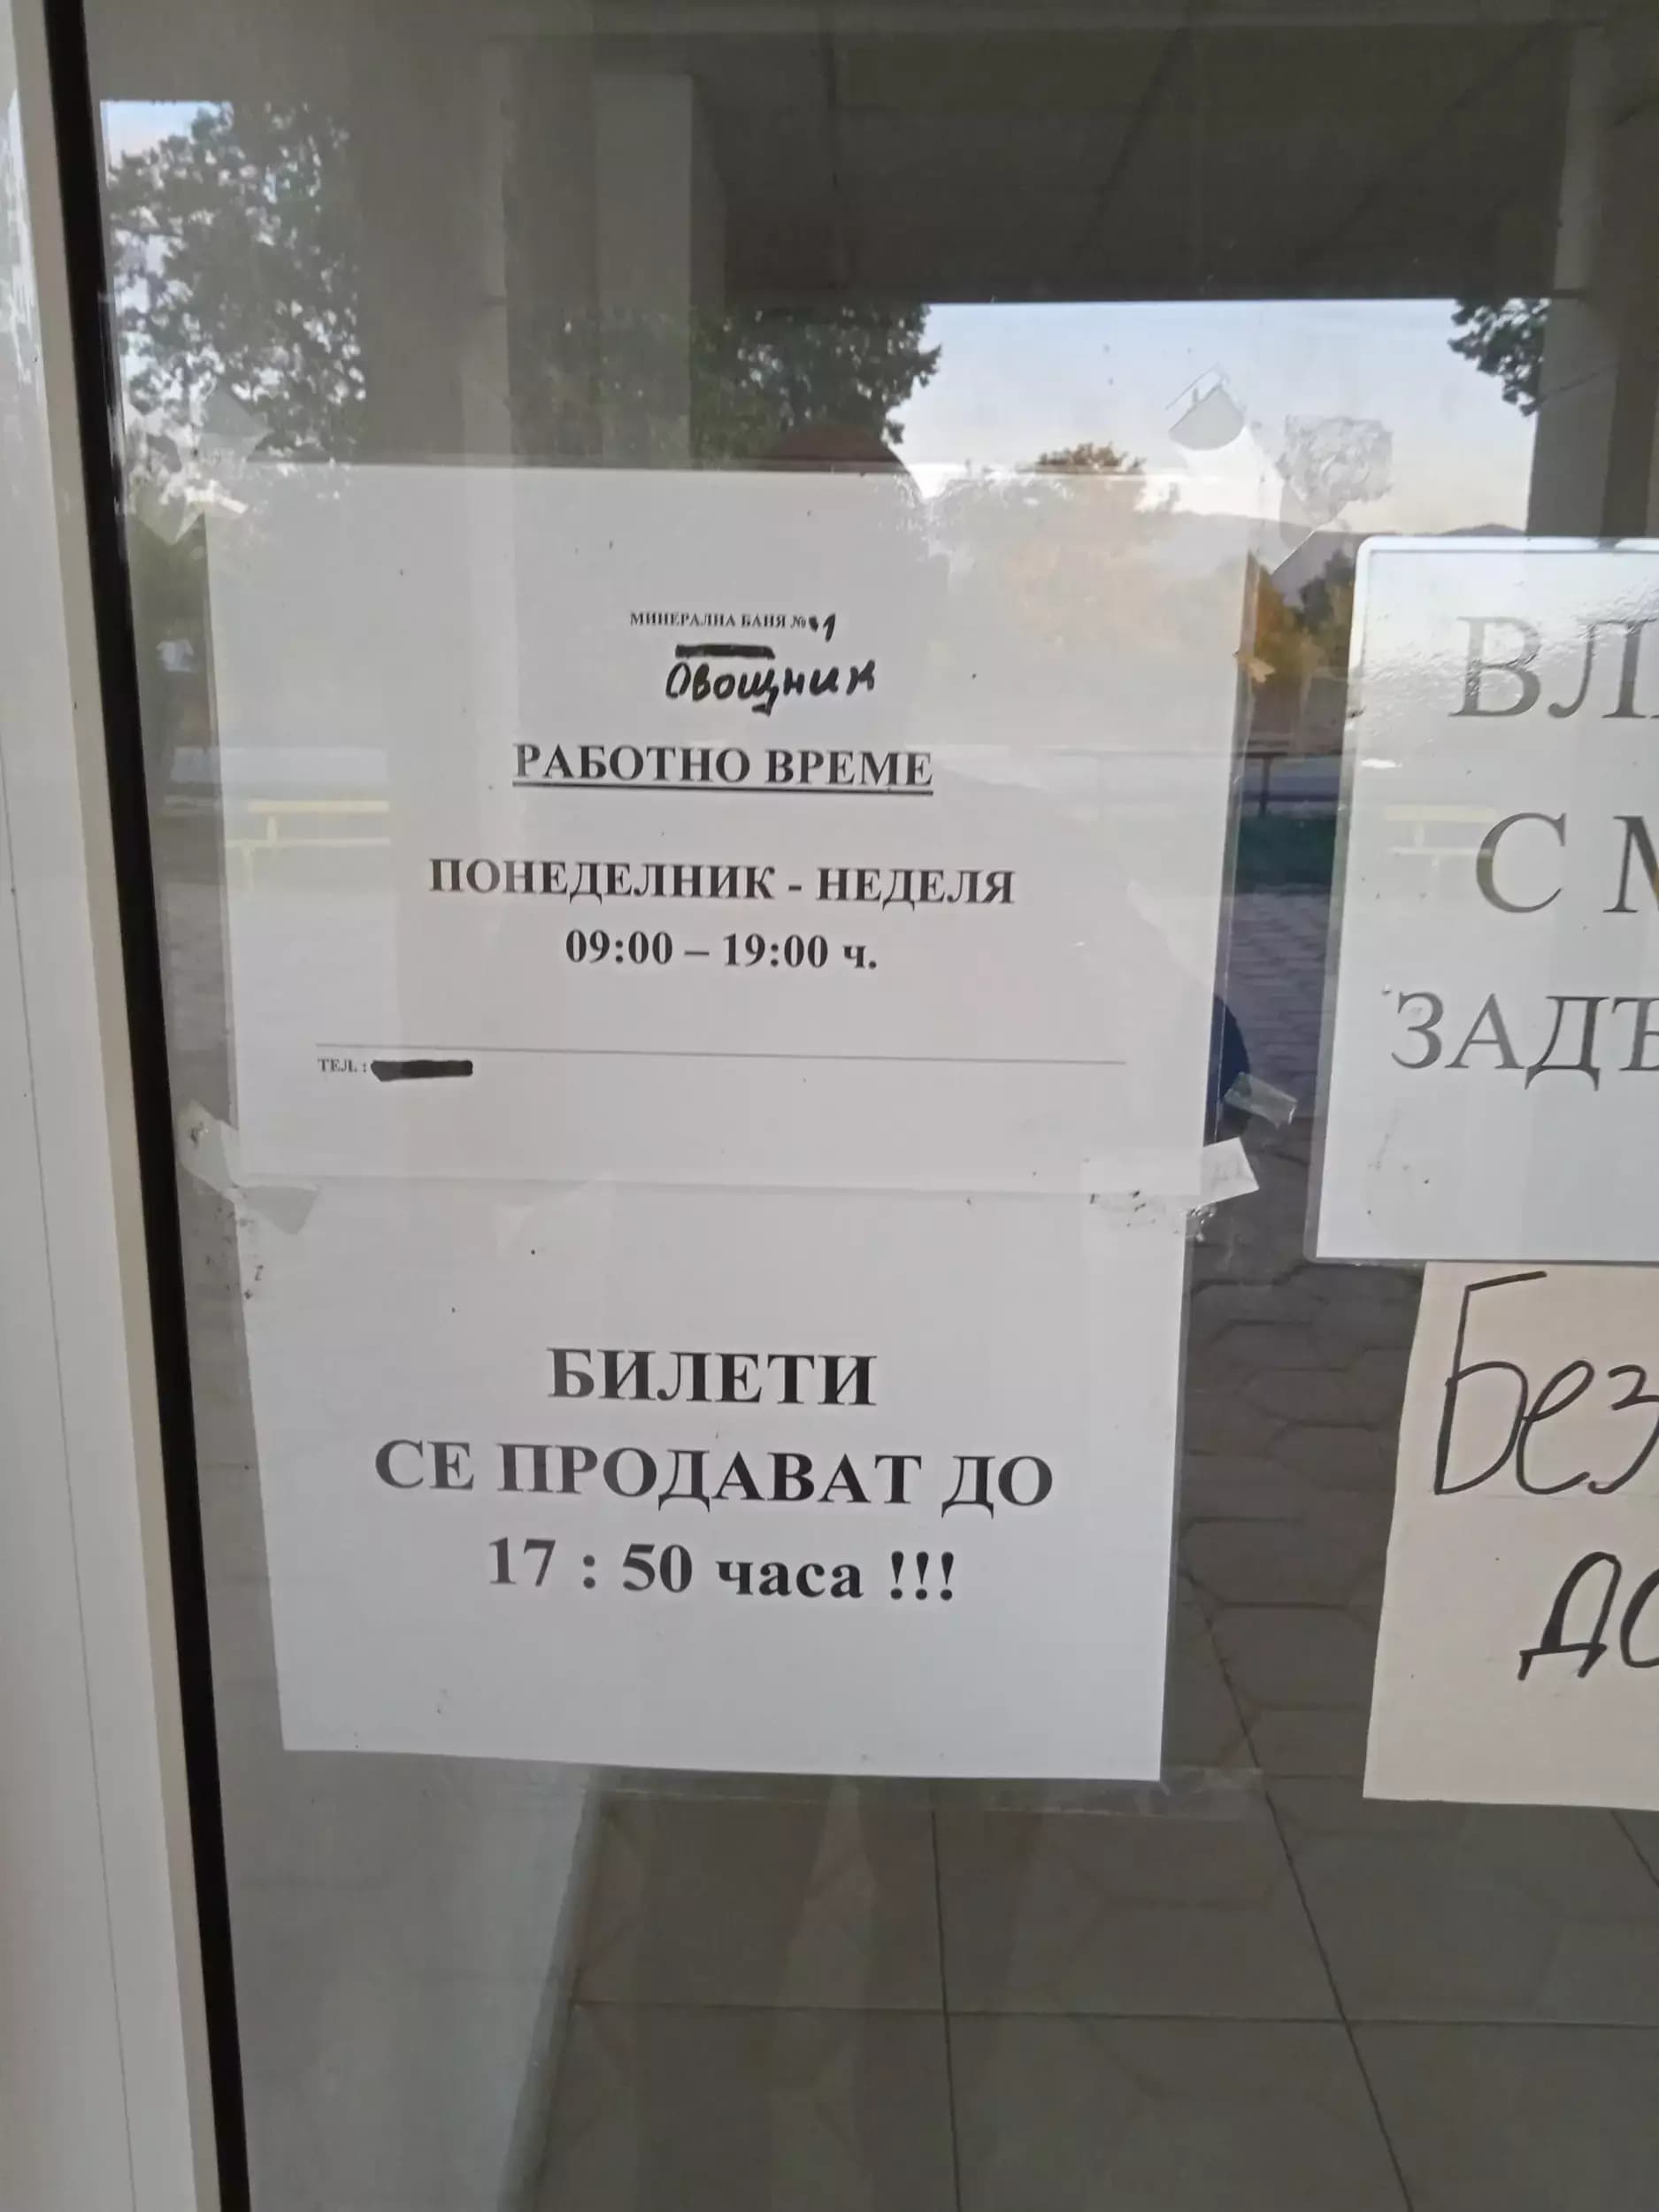 МИНЕРАЛНА БАНЯ №1
Овощник
РАБОТНО ВРЕМЕ
ПОНЕДЕЛНИК - НЕДЕЛЯ
09:00 – 19:00 ч.
ТЕЛ. :
БИЛЕТИ
СЕ ПРОДАВАТ ДО
17 : 50 часа !!!
С
Без